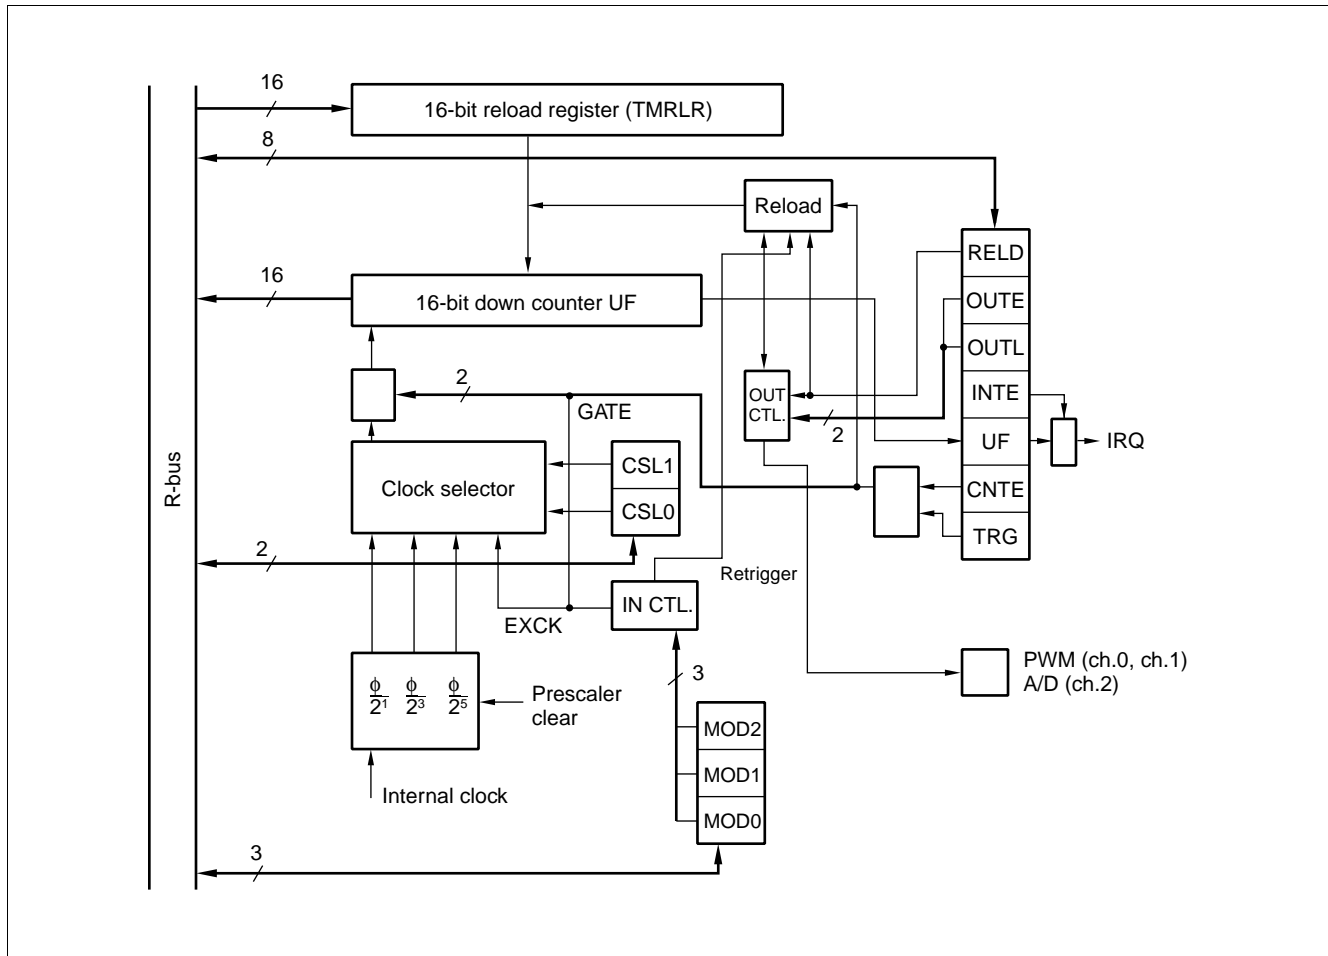 16
16-bit reload register (TMRLR)
8
Reload
RELD
16
16-bit down counter UF
OUTE
OUTL
2
GATE
OUT
CTL.
2
INTE
UF
IRQ
R-bus
Clock selector
CSL1
CSL0
CNTE
TRG
2
Retrigger
IN CTL.
EXCK
3
PWM (ch.0, ch.1)
A/D (ch.2)
ϕ ϕ ϕ
2¹ 2³ 2⁵
Prescaler
clear
MOD2
MOD1
MOD0
Internal clock
3